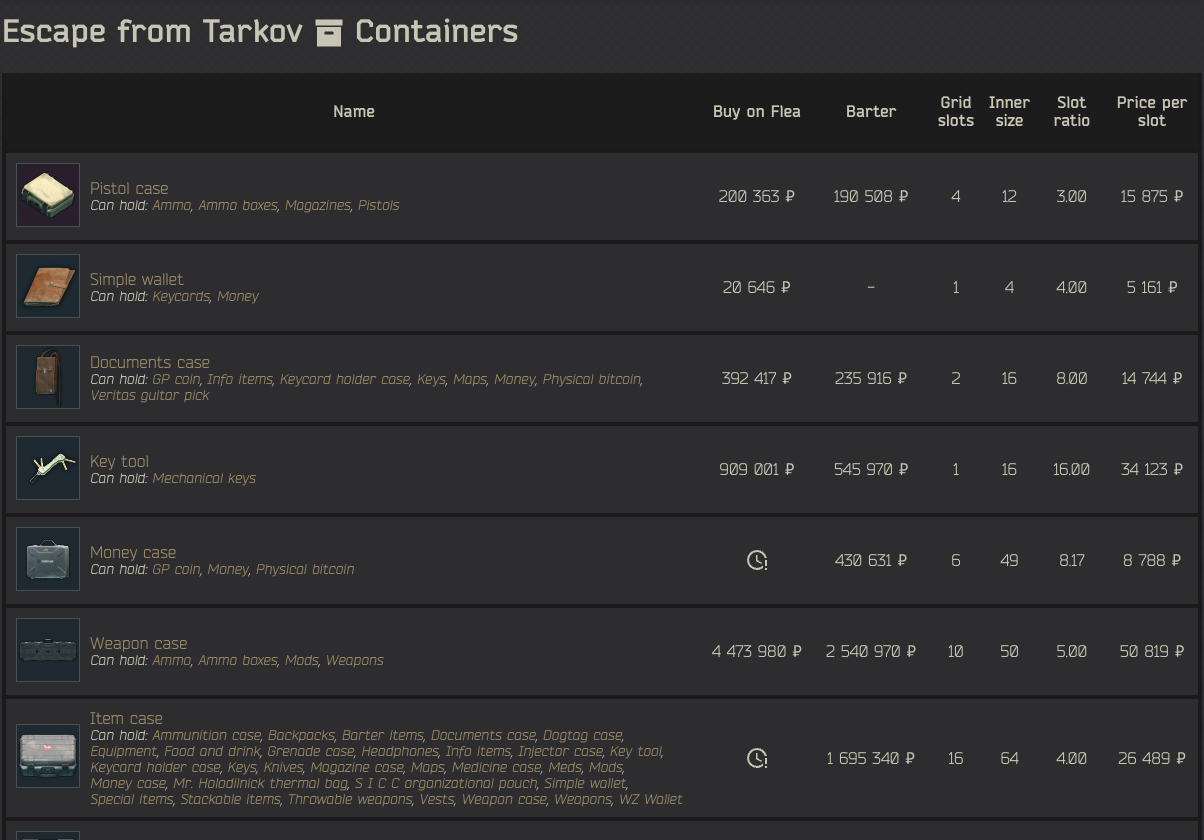 Escape from Tarkov Containers
Name
Buy on Flea
Barter
Grid slots
Inner size
Slot ratio
Price per slot
Pistol case
Can hold: Ammo, Ammo boxes, Magazines, Pistols
200 363 ₽
190 508 ₽
4
12
3.00
15 875 ₽
Simple wallet
Can hold: Keycards, Money
20 646 ₽
–
1
4
4.00
5 161 ₽
Documents case
Can hold: GP coin, Info items, Keycard holder case, Keys, Maps, Money, Physical bitcoin,
Veritas guitar pick
392 417 ₽
235 916 ₽
2
16
8.00
14 744 ₽
Key tool
Can hold: Mechanical keys
909 001 ₽
545 970 ₽
1
16
16.00
34 123 ₽
Money case
Can hold: GP coin, Money, Physical bitcoin
430 631 ₽
6
49
8.17
8 788 ₽
Weapon case
Can hold: Ammo, Ammo boxes, Mods, Weapons
4 473 980 ₽
2 540 970 ₽
10
50
5.00
50 819 ₽
Item case
Can hold: Ammunition case, Backpacks, Barter items, Documents case, Dogtag case,
Equipment, Food and drink, Grenade case, Headphones, Info items, Injector case, Key tool,
Keycard holder case, Keys, Knives, Magazine case, Maps, Medicine case, Meds, Mods,
Money case, Mr. Holodilnick thermal bag, S I C C organizational pouch, Simple wallet,
Special items, Stackable items, Throwable weapons, Vests, Weapon case, Weapons, WZ Wallet
1 695 340 ₽
16
64
4.00
26 489 ₽